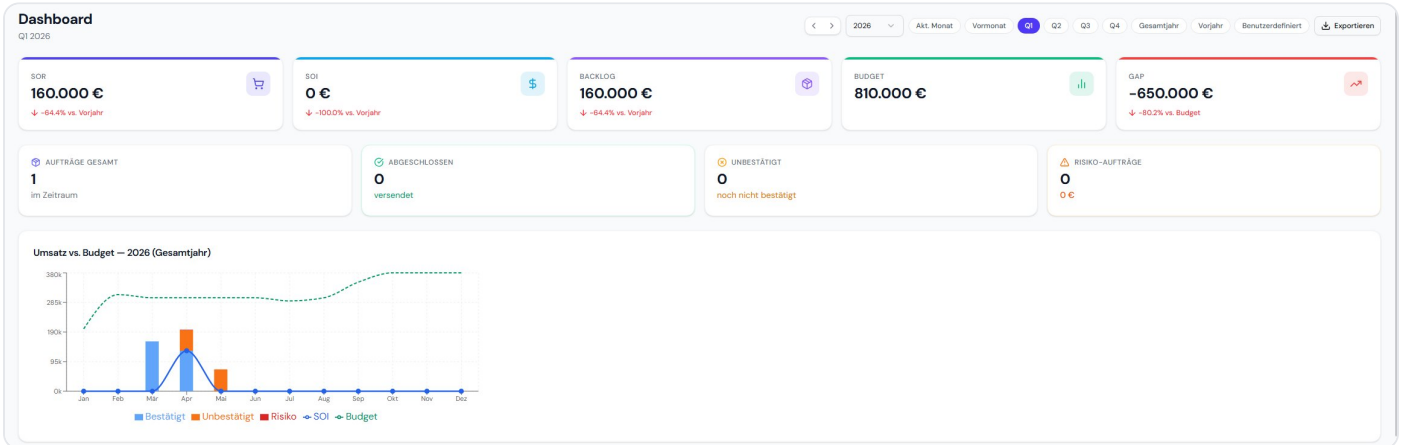 Dashboard
Q1 2026
2026
Akt. Monat
Vormonat
Q1
Q2
Q3
Q4
Gesamtjahr
Vorjahr
Benutzerdefiniert
Exportieren
SOR
160.000 €
↓ -64.4% vs. Vorjahr
SOI
0 €
↓ -100.0% vs. Vorjahr
BACKLOG
160.000 €
↓ -64.4% vs. Vorjahr
BUDGET
810.000 €
GAP
-650.000 €
↓ -80.2% vs. Budget
AUFTRÄGE GESAMT
1
im Zeitraum
ABGESCHLOSSEN
0
versendet
UNBESTÄTIGT
0
noch nicht bestätigt
RISIKO-AUFTRÄGE
0
0 €
Umsatz vs. Budget — 2026 (Gesamtjahr)
380k
285k
190k
95k
0k
Jan Feb Mär Apr Mai Jun Jul Aug Sep Okt Nov Dez
Bestätigt Unbestätigt Risiko SOI Budget